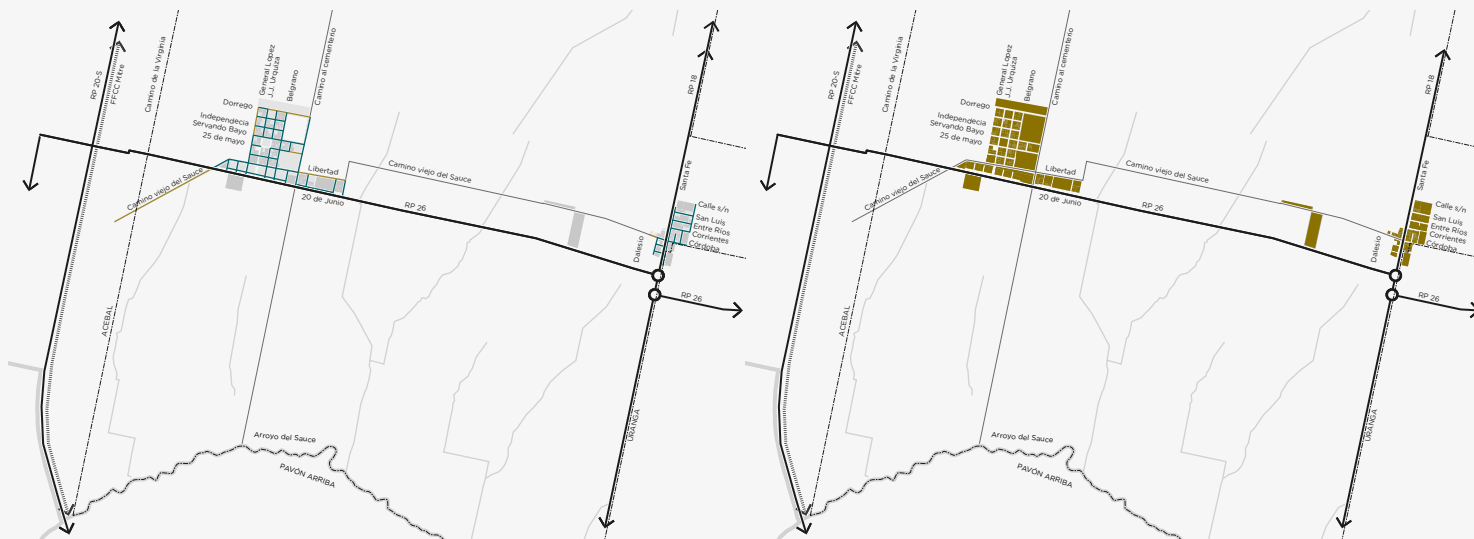 RP 20-S
FFCC Mitre
Camino de la Virginia
General Lopez
J.J. Urquiza
Belgrano
Camino al cementerio
Dorrego
Independecia
Servando Bayo
25 de mayo
Libertad
Camino viejo del Sauce
Camino viejo del Sauce
20 de Junio
RP 26
RP 18
Santa Fe
Calle s/n
San Luis
Entre Ríos
Corrientes
Córdoba
Dalesio
RP 26
ACEBAL
URANGA
Arroyo del Sauce
PAVÓN ARRIBA
RP 20-S
FFCC Mitre
Camino de la Virginia
General Lopez
J.J. Urquiza
Belgrano
Camino al cementerio
Dorrego
Independecia
Servando Bayo
25 de mayo
Libertad
Camino viejo del Sauce
Camino viejo del Sauce
20 de Junio
RP 26
RP 18
Santa Fe
Calle s/n
San Luis
Entre Ríos
Corrientes
Córdoba
Dalesio
RP 26
ACEBAL
URANGA
Arroyo del Sauce
PAVÓN ARRIBA